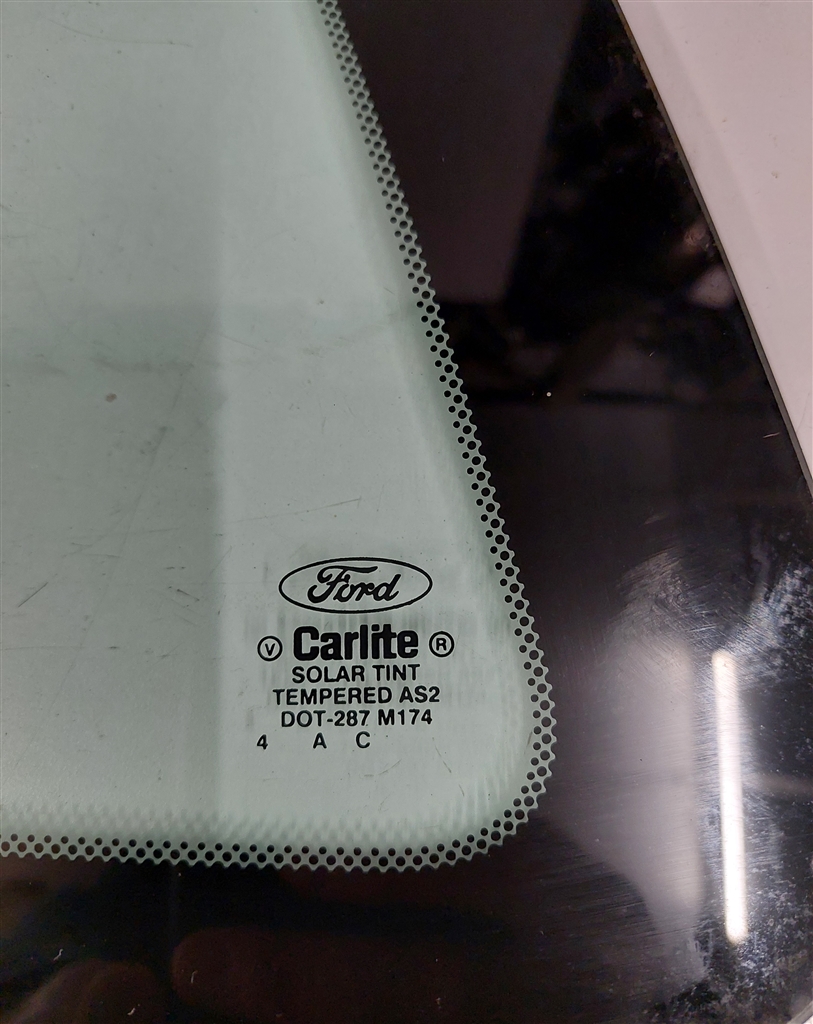 Ford
V Carlite ®
SOLAR TINT
TEMPERED AS2
DOT-287 M174
4 A C